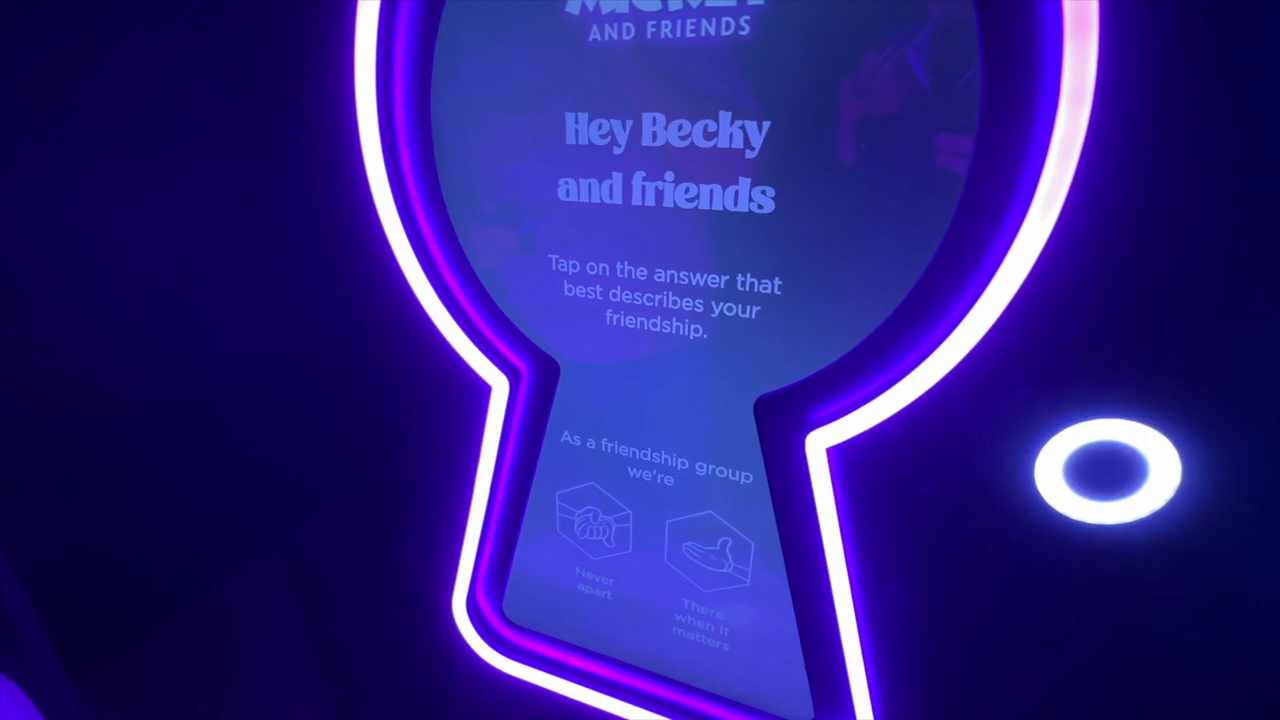 MICKEY
AND FRIENDS
Hey Becky
and friends
Tap on the answer that
best describes your
friendship.
As a friendship group
we're
Never
apart
There
when it
matters